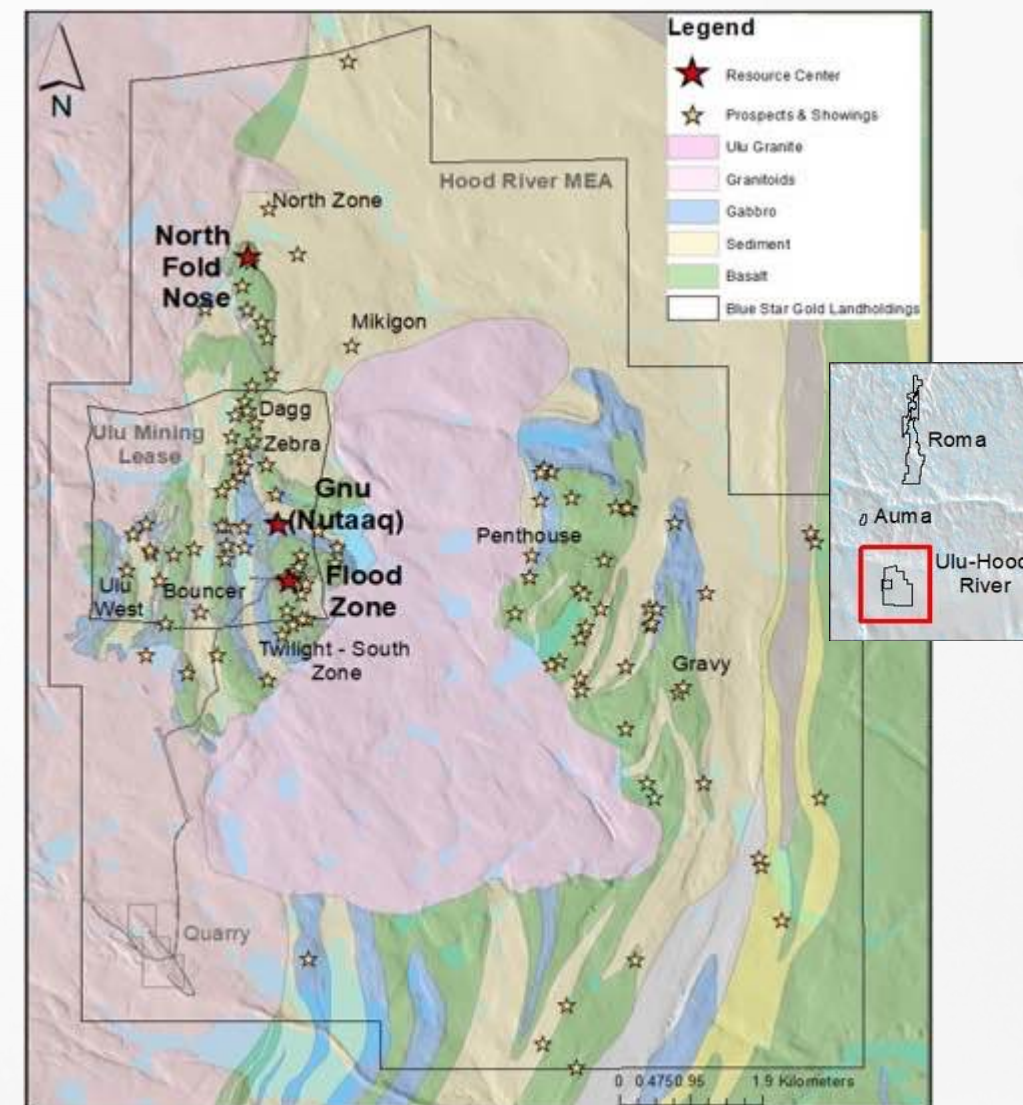 Legend
Resource Center
Prospects & Showings
Ulu Granite
Granitoids
Gabbro
Sediment
Basalt
Blue Star Gold Landholdings
N
Hood River MEA
North Zone
North
Fold
Nose
Mikigon
Dagg
Ulu Mining
Lease
Zebra
Gnu
(Nutaaq)
Penthouse
Flood
Zone
Ulu
West
Bouncer
Twilight - South
Zone
Gravy
Quarry
Roma
Auma
Ulu-Hood
River
0 0.4750.95 1.9 Kilometers